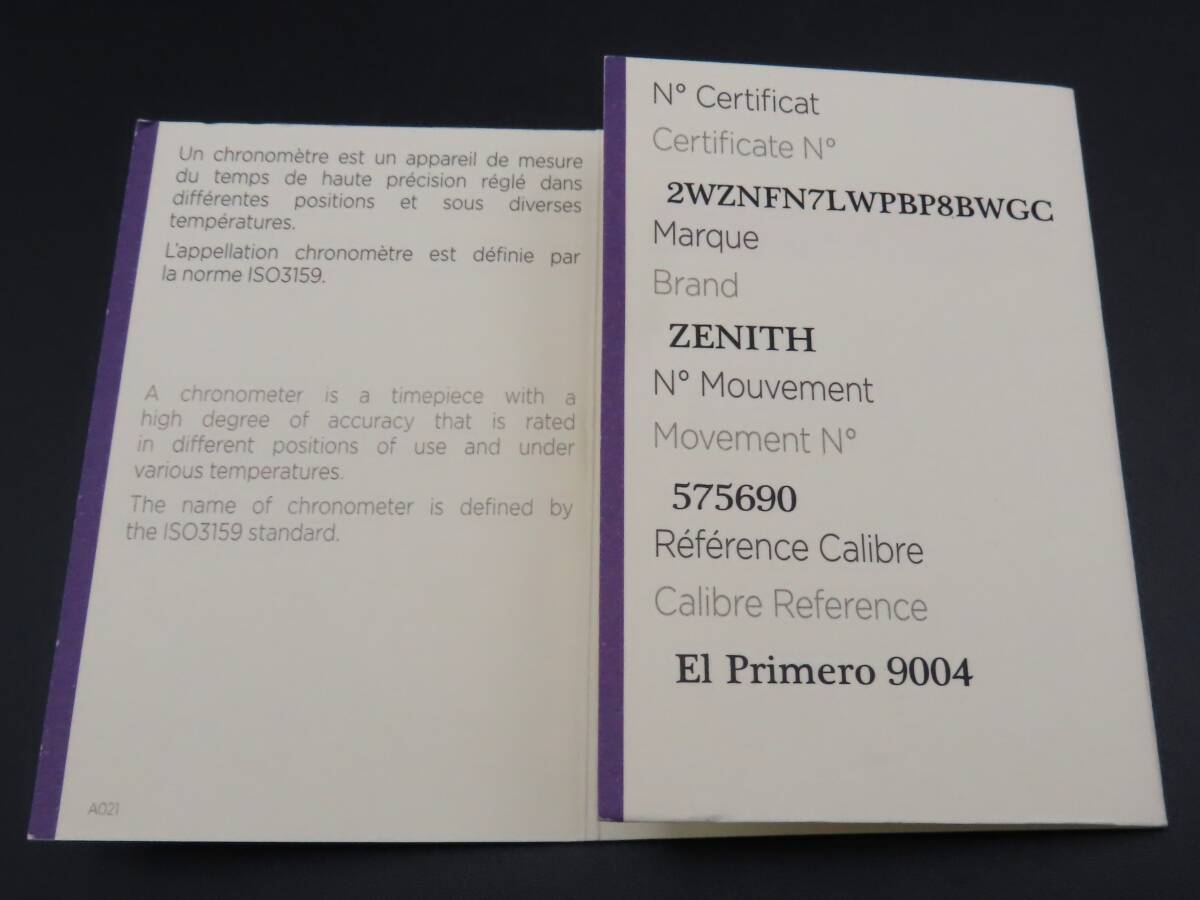 Un chronomètre est un appareil de mesure
du temps de haute précision réglé dans
différentes positions et sous diverses
températures.
L'appellation chronomètre est définie par
la norme ISO3159.
A chronometer is a timepiece with a
high degree of accuracy that is rated
in different positions of use and under
various temperatures.
The name of chronometer is defined by
the ISO3159 standard.
A021
N° Certificat
Certificate N°
2WZNFN7LWPBP8BWGC
Marque
Brand
ZENITH
N° Mouvement
Movement N°
575690
Référence Calibre
Calibre Reference
El Primero 9004